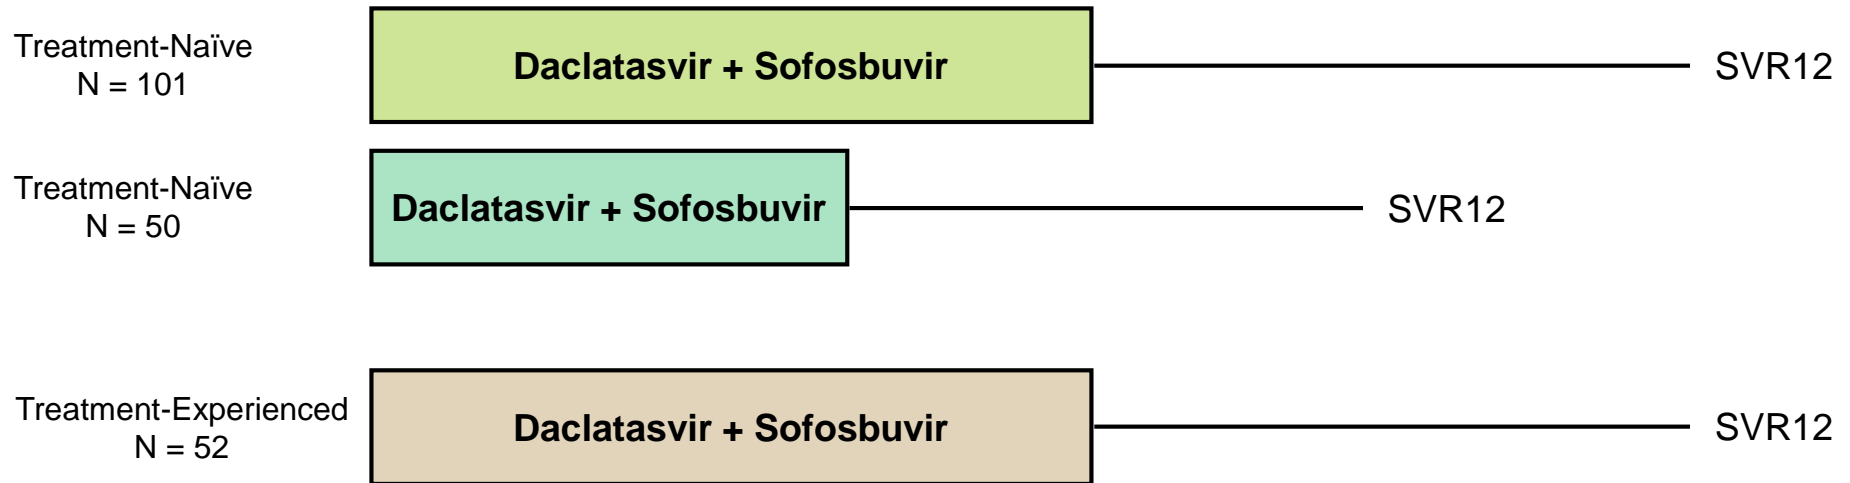 Treatment-Naïve
N = 101
Daclatasvir + Sofosbuvir
SVR12
Treatment-Naïve
N = 50
Daclatasvir + Sofosbuvir
SVR12
Treatment-Experienced
N = 52
Daclatasvir + Sofosbuvir
SVR12